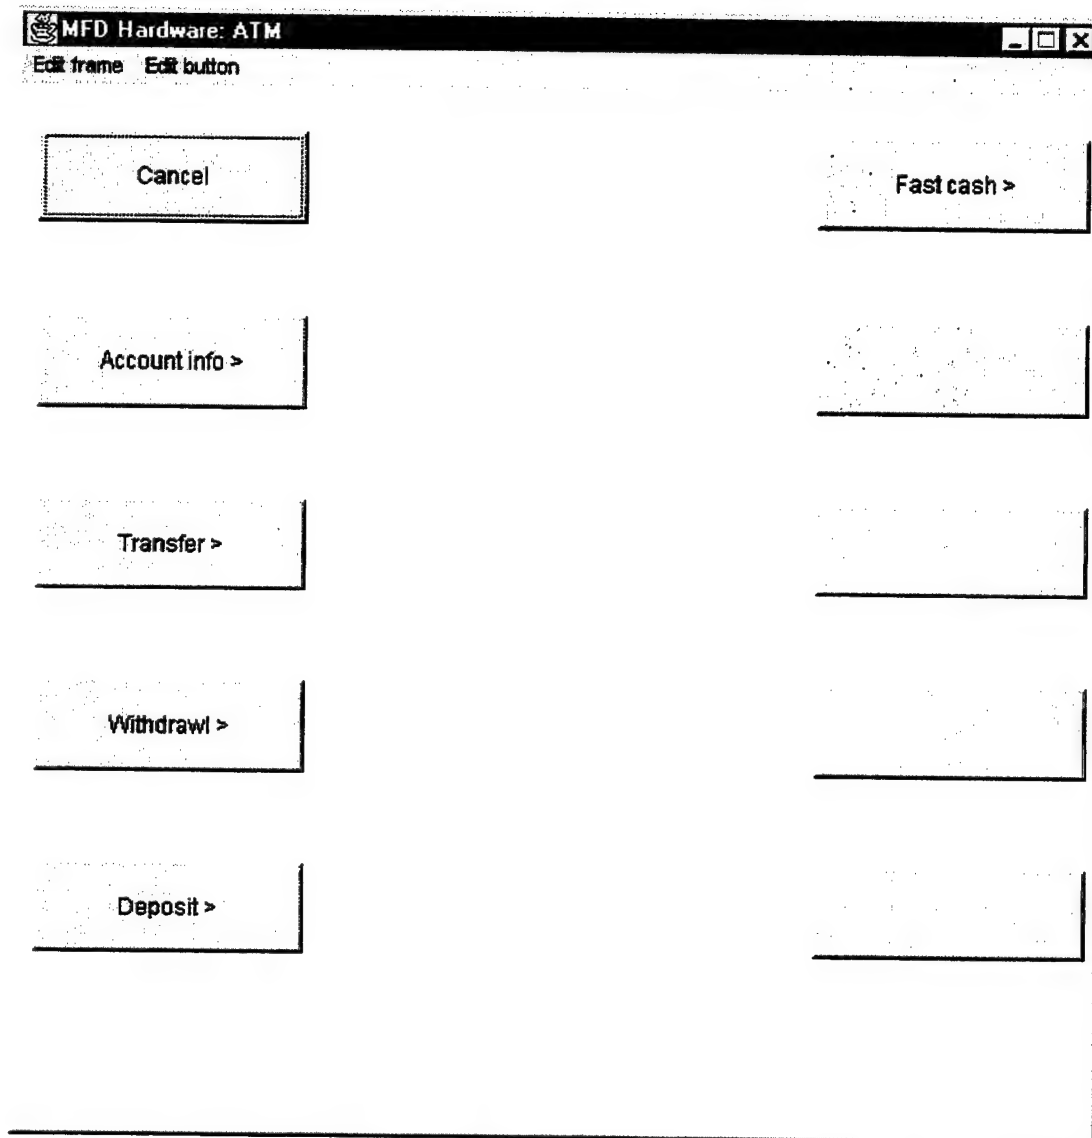 MFD Hardware: ATM
Edit frame Edit button
Cancel
Fast cash >
Account info >
Transfer >
Withdrawl >
Deposit >